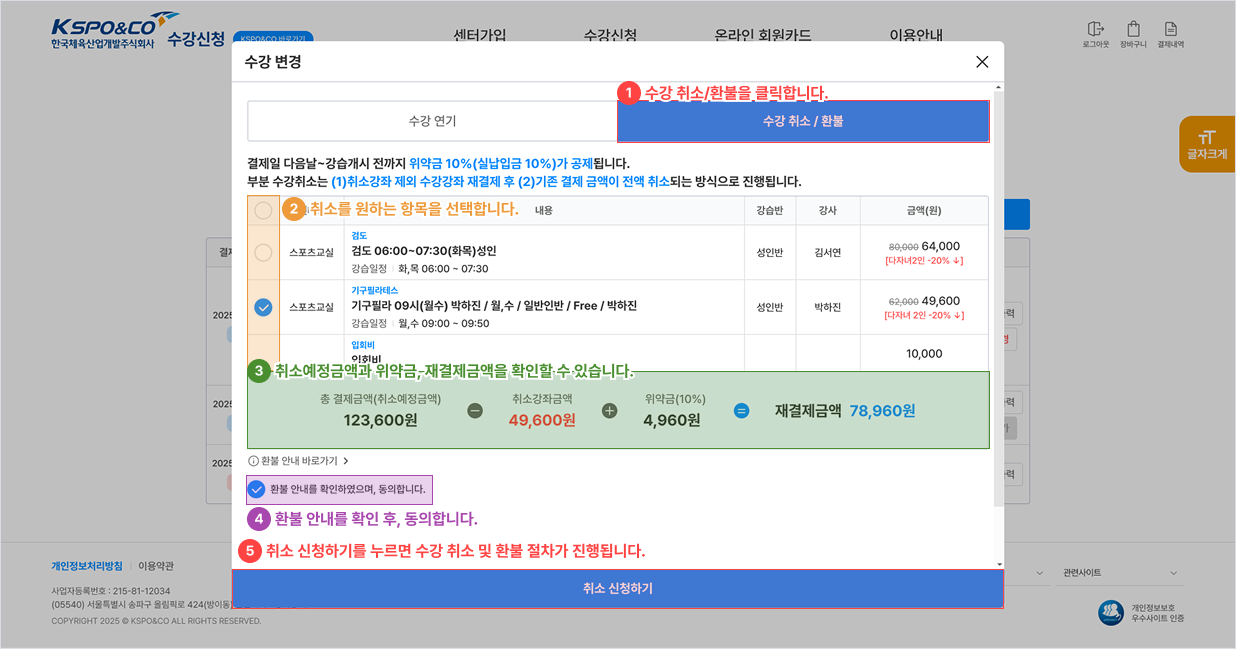 KSPO&CO
한국체육산업개발주식회사
수강신청
KSPO&CO 바로가기
센터가입
수강신청
온라인 회원카드
이용안내
로그아웃
장바구니
결제내역
수강 변경
1 수강 취소/환불을 클릭합니다.
수강 연기
수강 취소 / 환불
TT
글자크게
결제일 다음날~강습개시 전까지 위약금 10%(실납입금 10%)가 공제됩니다.
부분 수강취소는 (1)취소강좌 제외 수강강좌 재결제 후 (2)기존 결제 금액이 전액 취소되는 방식으로 진행됩니다.
2 취소를 원하는 항목을 선택합니다.
내용
강습반
강사
금액(원)
검도
스포츠교실
검도 06:00~07:30(화목)성인
강습일정 화,목 06:00 ~ 07:30
성인반
김서연
80,000 64,000
[다자녀2인 -20% ↓]
기구필라테스
스포츠교실
기구필라 09시(월수) 박하진 / 월,수 / 일반인반 / Free / 박하진
강습일정 월,수 09:00 ~ 09:50
성인반
박하진
62,000 49,600
[다자녀 2인 -20% ↓]
입회비
입회비
10,000
2025
2025
2025
3 취소예정금액과 위약금, 재결제금액을 확인할 수 있습니다.
총 결제금액(취소예정금액)
123,600원
−
취소강좌금액
49,600원
+
위약금(10%)
4,960원
=
재결제금액 78,960원
환불 안내 바로가기 >
환불 안내를 확인하였으며, 동의합니다.
4 환불 안내를 확인 후, 동의합니다.
5 취소 신청하기를 누르면 수강 취소 및 환불 절차가 진행됩니다.
취소 신청하기
개인정보처리방침
이용약관
사업자등록번호 : 215-81-12034
(05540) 서울특별시 송파구 올림픽로 424(방이동)
COPYRIGHT 2025 © KSPO&CO ALL RIGHTS RESERVED.
관련사이트
개인정보보호
우수사이트 인증